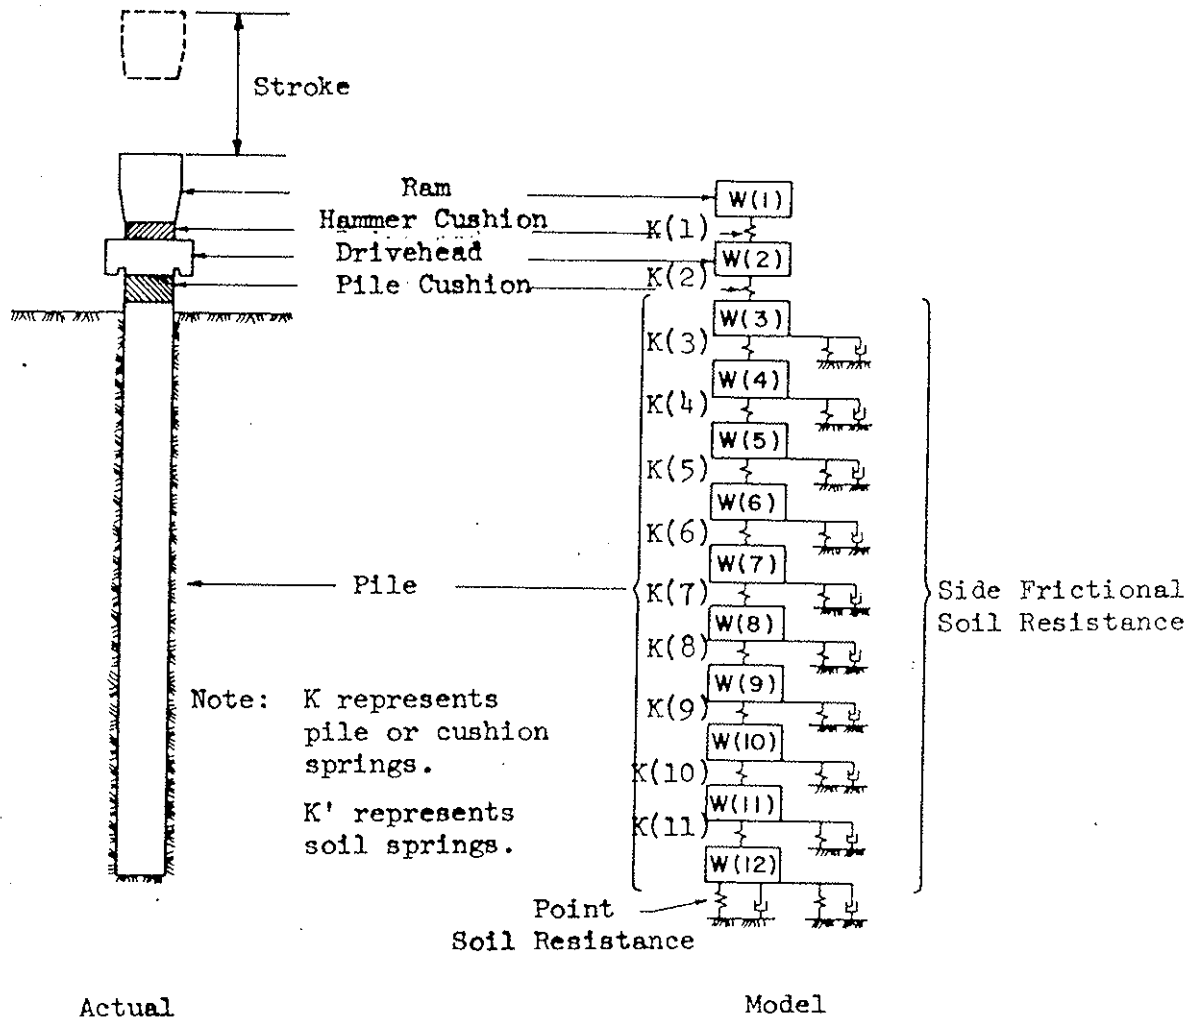 Stroke
Ram
W(1)
Hammer Cushion
K(1)
Drivehead
W(2)
Pile Cushion
K(2)
W(3)
K(3)
W(4)
K(4)
W(5)
K(5)
W(6)
K(6)
W(7)
Pile
K(7)
Side Frictional
Soil Resistance
W(8)
K(8)
W(9)
Note: K represents
pile or cushion
springs.
K' represents
soil springs.
K(9)
W(10)
K(10)
W(11)
K(11)
W(12)
Point
Soil Resistance
Actual
Model